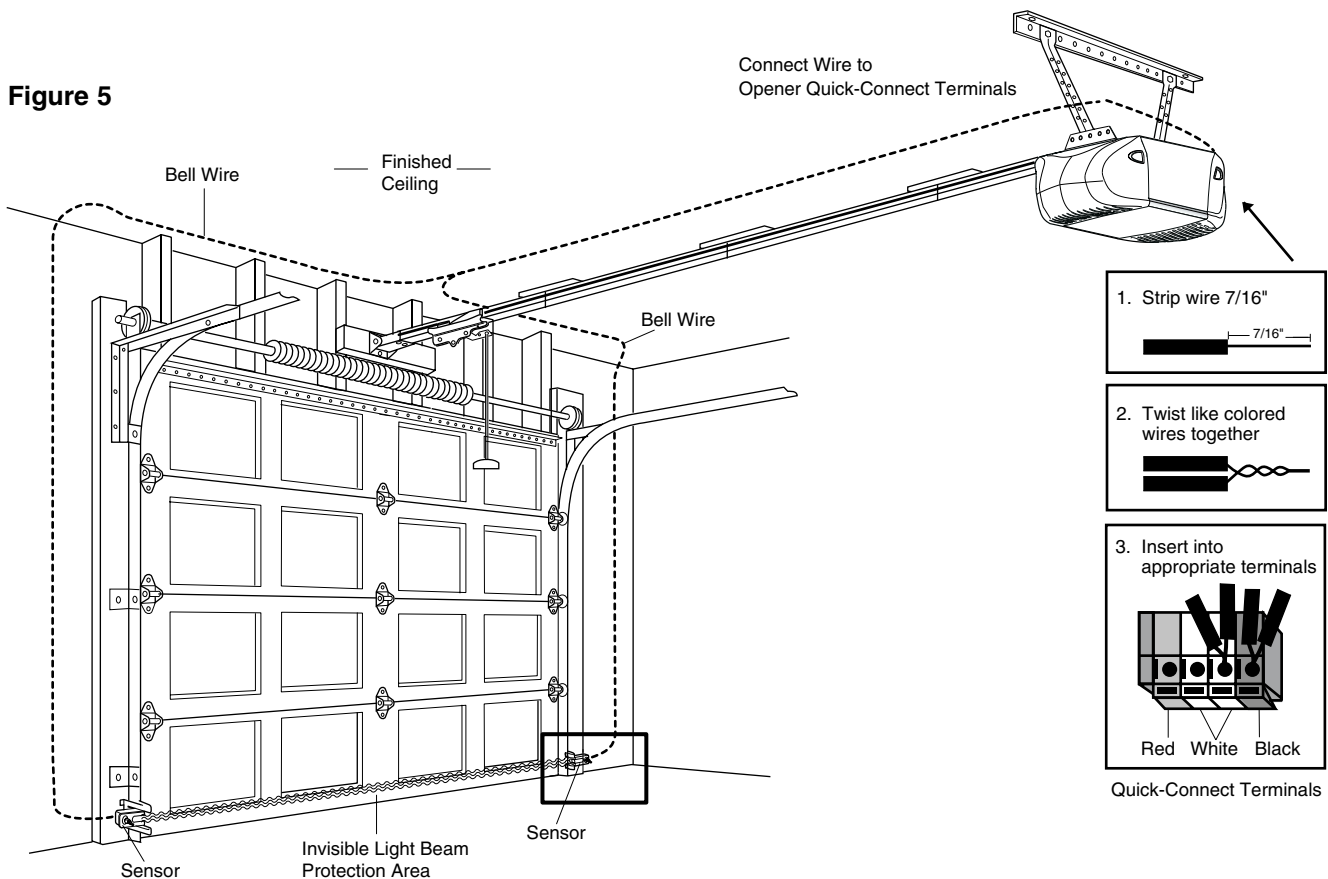 Figure 5
Connect Wire to
Opener Quick-Connect Terminals
Bell Wire
Finished
Ceiling
Bell Wire
1. Strip wire 7/16"
7/16"
2. Twist like colored
wires together
3. Insert into
appropriate terminals
Red White Black
Quick-Connect Terminals
Sensor
Invisible Light Beam
Protection Area
Sensor